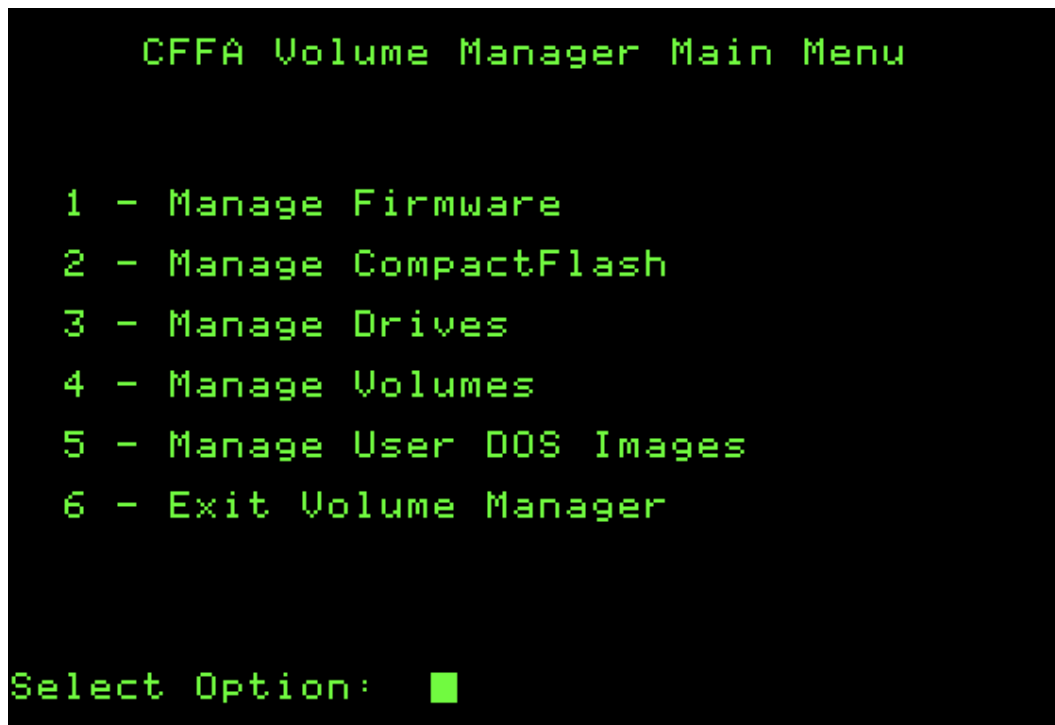 CFFA Volume Manager Main Menu
1 - Manage Firmware
2 - Manage CompactFlash
3 - Manage Drives
4 - Manage Volumes
5 - Manage User DOS Images
6 - Exit Volume Manager
Select Option: